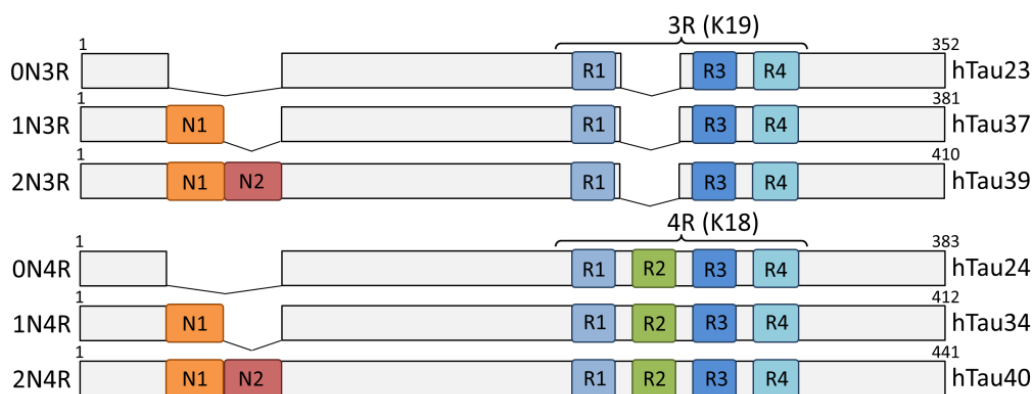 3R (K19)
1 352
0N3R R1 R3 R4 hTau23
1 381
1N3R N1 R1 R3 R4 hTau37
1 410
2N3R N1 N2 R1 R3 R4 hTau39
4R (K18)
1 383
0N4R R1 R2 R3 R4 hTau24
1 412
1N4R N1 R1 R2 R3 R4 hTau34
1 441
2N4R N1 N2 R1 R2 R3 R4 hTau40